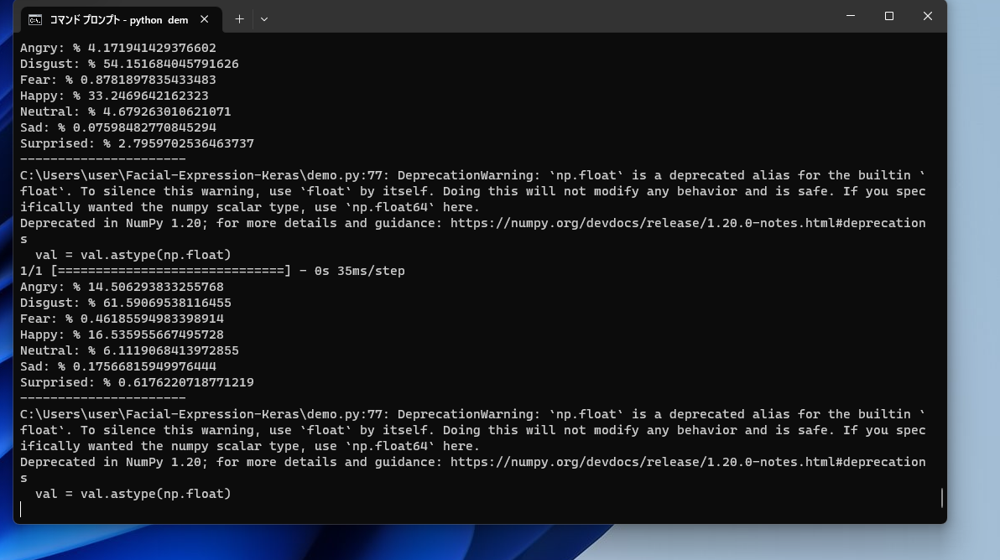 コマンド プロンプト - python dem
Angry: % 4.171941429376602
Disgust: % 54.151684045791626
Fear: % 0.8781897835433483
Happy: % 33.2469642162323
Neutral: % 4.679263010621071
Sad: % 0.07598482770845294
Surprised: % 2.7959702536463737
----------------------
C:\Users\user\Facial-Expression-Keras\demo.py:77: DeprecationWarning: `np.float` is a deprecated alias for the builtin `
float`. To silence this warning, use `float` by itself. Doing this will not modify any behavior and is safe. If you spec
ifically wanted the numpy scalar type, use `np.float64` here.
Deprecated in NumPy 1.20; for more details and guidance: https://numpy.org/devdocs/release/1.20.0-notes.html#deprecation
s
  val = val.astype(np.float)
1/1 [==============================] - 0s 35ms/step
Angry: % 14.506293833255768
Disgust: % 61.59069538116455
Fear: % 0.46185594983398914
Happy: % 16.535955667495728
Neutral: % 6.1119068413972855
Sad: % 0.17566815949976444
Surprised: % 0.6176220718771219
----------------------
C:\Users\user\Facial-Expression-Keras\demo.py:77: DeprecationWarning: `np.float` is a deprecated alias for the builtin `
float`. To silence this warning, use `float` by itself. Doing this will not modify any behavior and is safe. If you spec
ifically wanted the numpy scalar type, use `np.float64` here.
Deprecated in NumPy 1.20; for more details and guidance: https://numpy.org/devdocs/release/1.20.0-notes.html#deprecation
s
  val = val.astype(np.float)